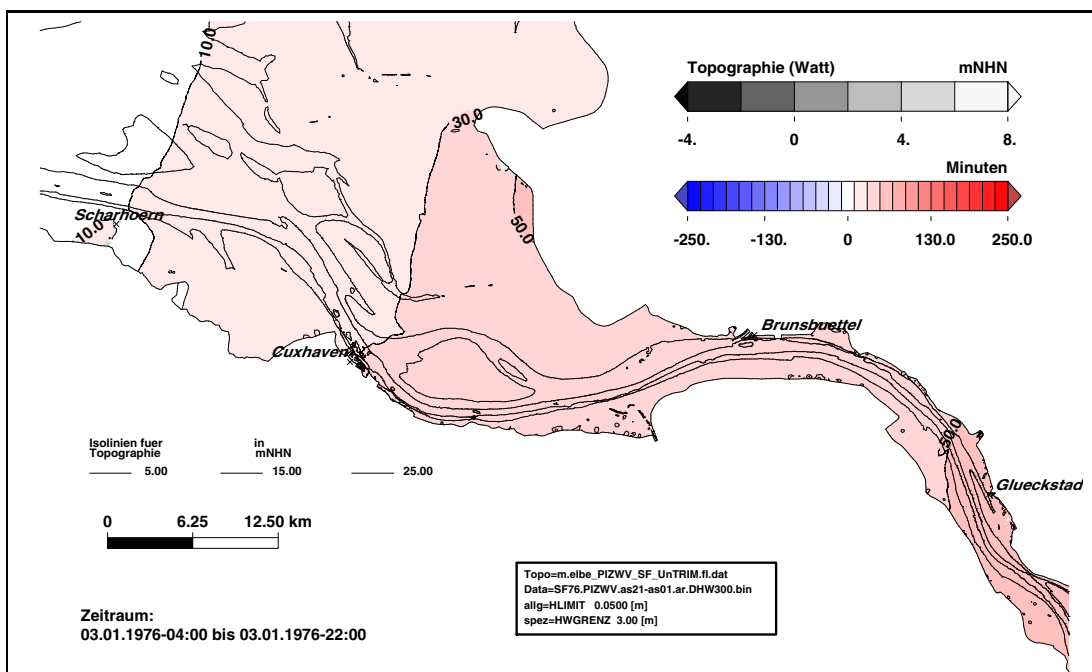 10.0
30.0
50.0
Scharhoern
10.0
Topographie (Watt) mNHN
-4. 0 4. 8.
Minuten
-250. -130. 0 130.0 250.0
Brunsbuettel
Cuxhaven
50.0
Glueckstad
Isolinien fuer Topographie in mNHN
5.00 15.00 25.00
0 6.25 12.50 km
Topo=m.elbe_PIZWV_SF_UnTRIM.fl.dat
Data=SF76.PIZWV.as21-as01.ar.DHW300.bin
allg=HLIMIT 0.0500 [m]
spez=HWGRENZ 3.00 [m]
Zeitraum:
03.01.1976-04:00 bis 03.01.1976-22:00